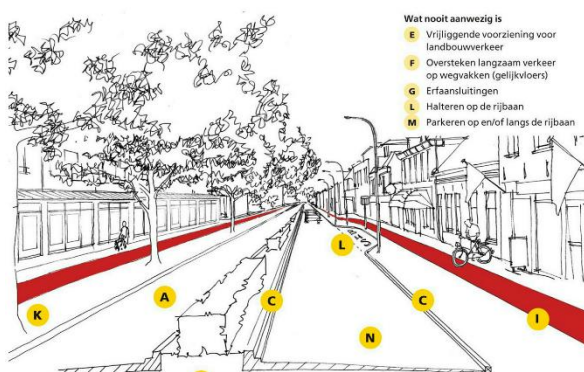 Wat nooit aanwezig is
E Vrijliggende voorziening voor
landbouwverkeer
F Oversteken langzaam verkeer
op wegvakken (gelijkvloers)
G Erfaansluitingen
L Halteren op de rijbaan
M Parkeren op en/of langs de rijbaan
L
K
A
C
C
I
N